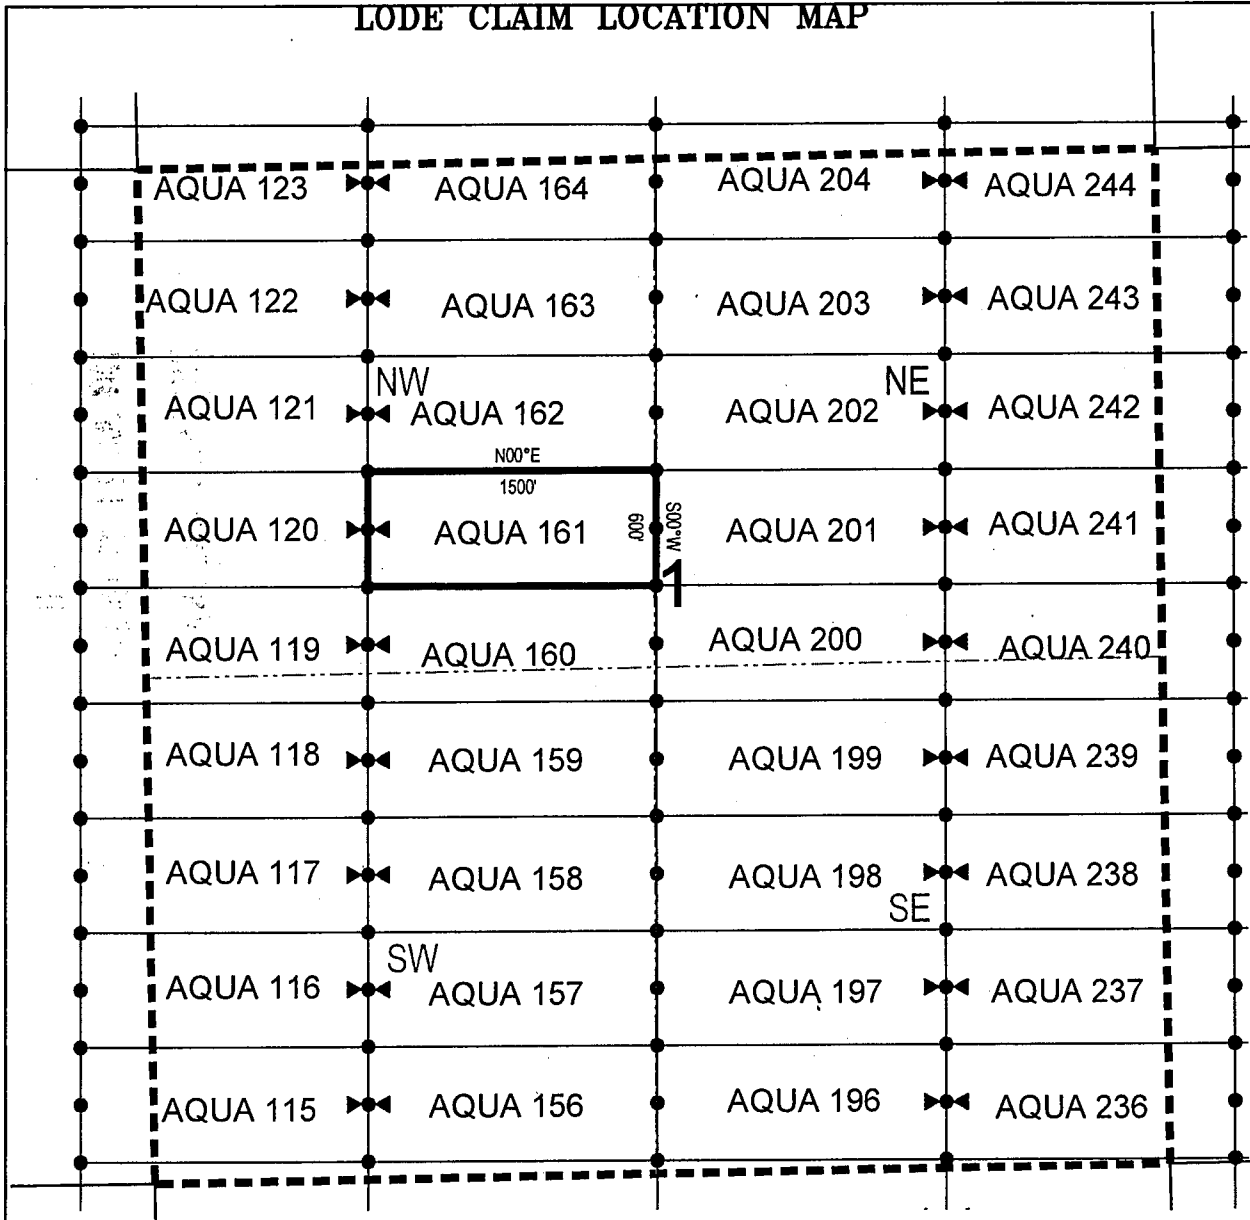 LODE CLAIM LOCATION MAP
AQUA 123 AQUA 164 AQUA 204 AQUA 244
AQUA 122 AQUA 163 AQUA 203 AQUA 243
NW NE
AQUA 121 AQUA 162 AQUA 202 AQUA 242
N00°E
1500'
AQUA 120 AQUA 161 600' S00°W AQUA 201 AQUA 241
1
AQUA 119 AQUA 160 AQUA 200 AQUA 240
AQUA 118 AQUA 159 AQUA 199 AQUA 239
AQUA 117 AQUA 158 AQUA 198 AQUA 238
SE
SW
AQUA 116 AQUA 157 AQUA 197 AQUA 237
AQUA 115 AQUA 156 AQUA 196 AQUA 236